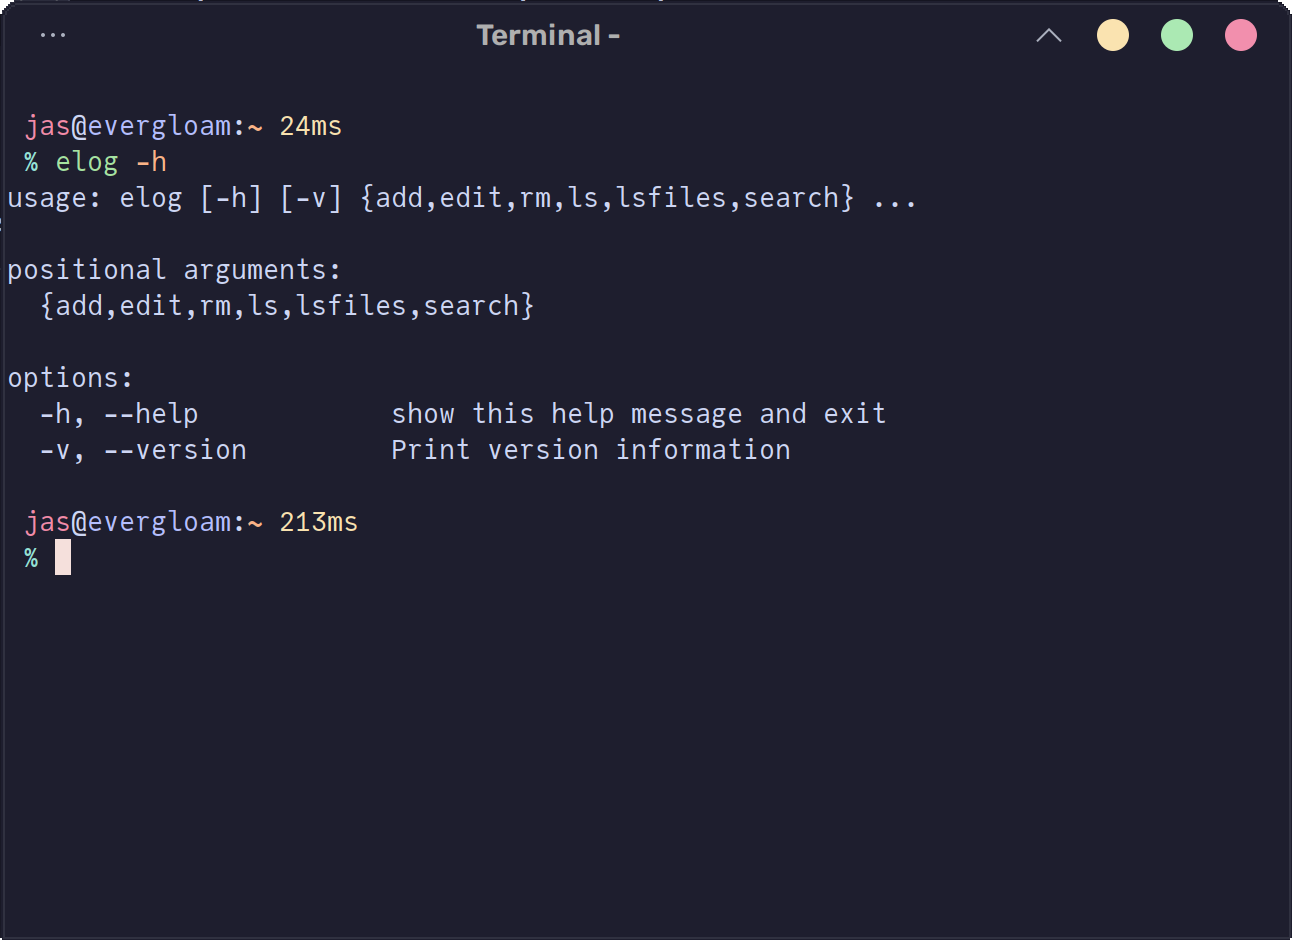 Terminal -
jas@evergloam:~ 24ms
% elog -h
usage: elog [-h] [-v] {add,edit,rm,ls,lsfiles,search} ...
positional arguments:
{add,edit,rm,ls,lsfiles,search}
options:
-h, --help show this help message and exit
-v, --version Print version information
jas@evergloam:~ 213ms
%